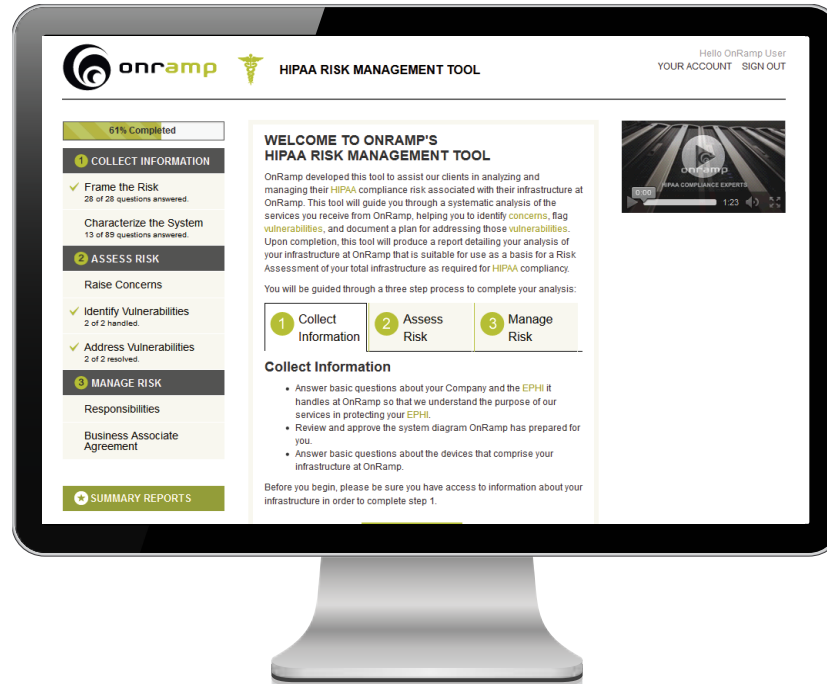 onramp
HIPAA RISK MANAGEMENT TOOL
Hello OnRamp User
YOUR ACCOUNT SIGN OUT
61% Completed
1 COLLECT INFORMATION
Frame the Risk
28 of 28 questions answered.
Characterize the System
13 of 89 questions answered.
2 ASSESS RISK
Raise Concerns
Identify Vulnerabilities
2 of 2 handled.
Address Vulnerabilities
2 of 2 resolved.
3 MANAGE RISK
Responsibilities
Business Associate
Agreement
SUMMARY REPORTS
WELCOME TO ONRAMP'S
HIPAA RISK MANAGEMENT TOOL
OnRamp developed this tool to assist our clients in analyzing and
managing their HIPAA compliance risk associated with their infrastructure at
OnRamp. This tool will guide you through a systematic analysis of the
services you receive from OnRamp, helping you to identify concerns, flag
vulnerabilities, and document a plan for addressing those vulnerabilities.
Upon completion, this tool will produce a report detailing your analysis of
your infrastructure at OnRamp that is suitable for use as a basis for a Risk
Assessment of your total infrastructure as required for HIPAA compliancy.
You will be guided through a three step process to complete your analysis:
1 Collect
Information
2 Assess
Risk
3 Manage
Risk
Collect Information
• Answer basic questions about your Company and the EPHI it
handles at OnRamp so that we understand the purpose of our
services in protecting your EPHI.
• Review and approve the system diagram OnRamp has prepared for
you.
• Answer basic questions about the devices that comprise your
infrastructure at OnRamp.
Before you begin, please be sure you have access to information about your
infrastructure in order to complete step 1.
onramp
HIPAA COMPLIANCE EXPERTS
0:00
1:23